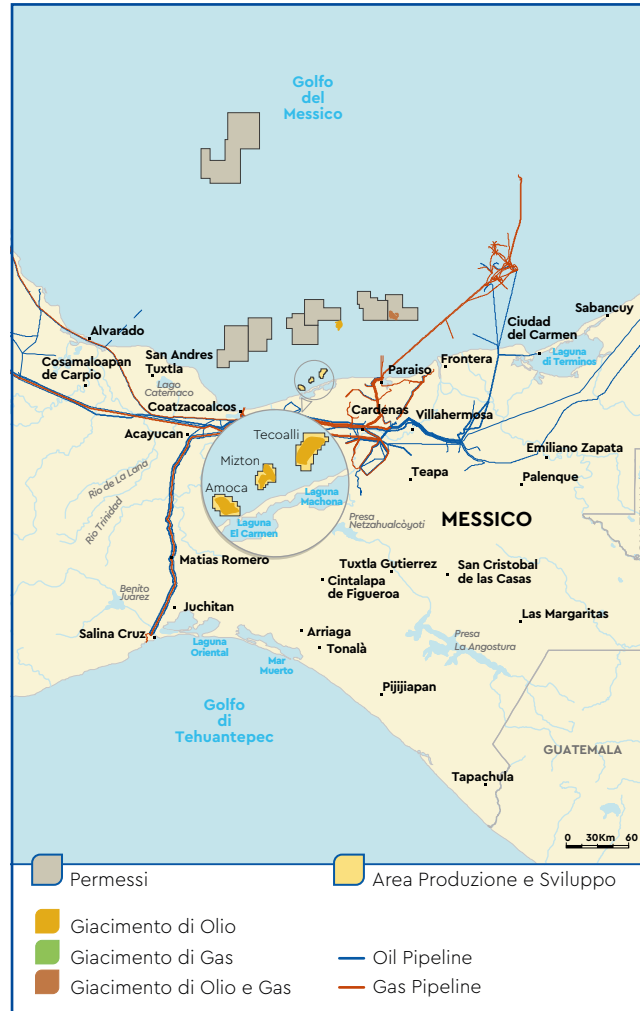 Golfo
del
Messico
Alvarado
Cosamaloapan
de Carpio
San Andres
Tuxtla
Lago
Catemaco
Coatzacoalcos
Acayucan
Paraiso
Frontera
Ciudad
del Carmen
Sabancuy
Laguna
di Terminos
Cardenas
Villahermosa
Tecoalli
Mizton
Amoca
Laguna
Machona
Laguna
El Carmen
Emiliano Zapata
Teapa
Palenque
Rio de La Lana
Rio Trinidad
Presa
Netzahualcòyoti
MESSICO
Matias Romero
Tuxtla Gutierrez
Cintalapa
de Figueroa
San Cristobal
de las Casas
Benito
Juàrez
Juchitan
Las Margaritas
Salina Cruz
Laguna
Oriental
Mar
Muerto
Arriaga
Tonalà
Presa
La Angostura
Pijijiapan
Golfo
di
Tehuantepec
GUATEMALA
Tapachula
0 30Km 60
Permessi
Area Produzione e Sviluppo
Giacimento di Olio
Giacimento di Gas
Giacimento di Olio e Gas
Oil Pipeline
Gas Pipeline